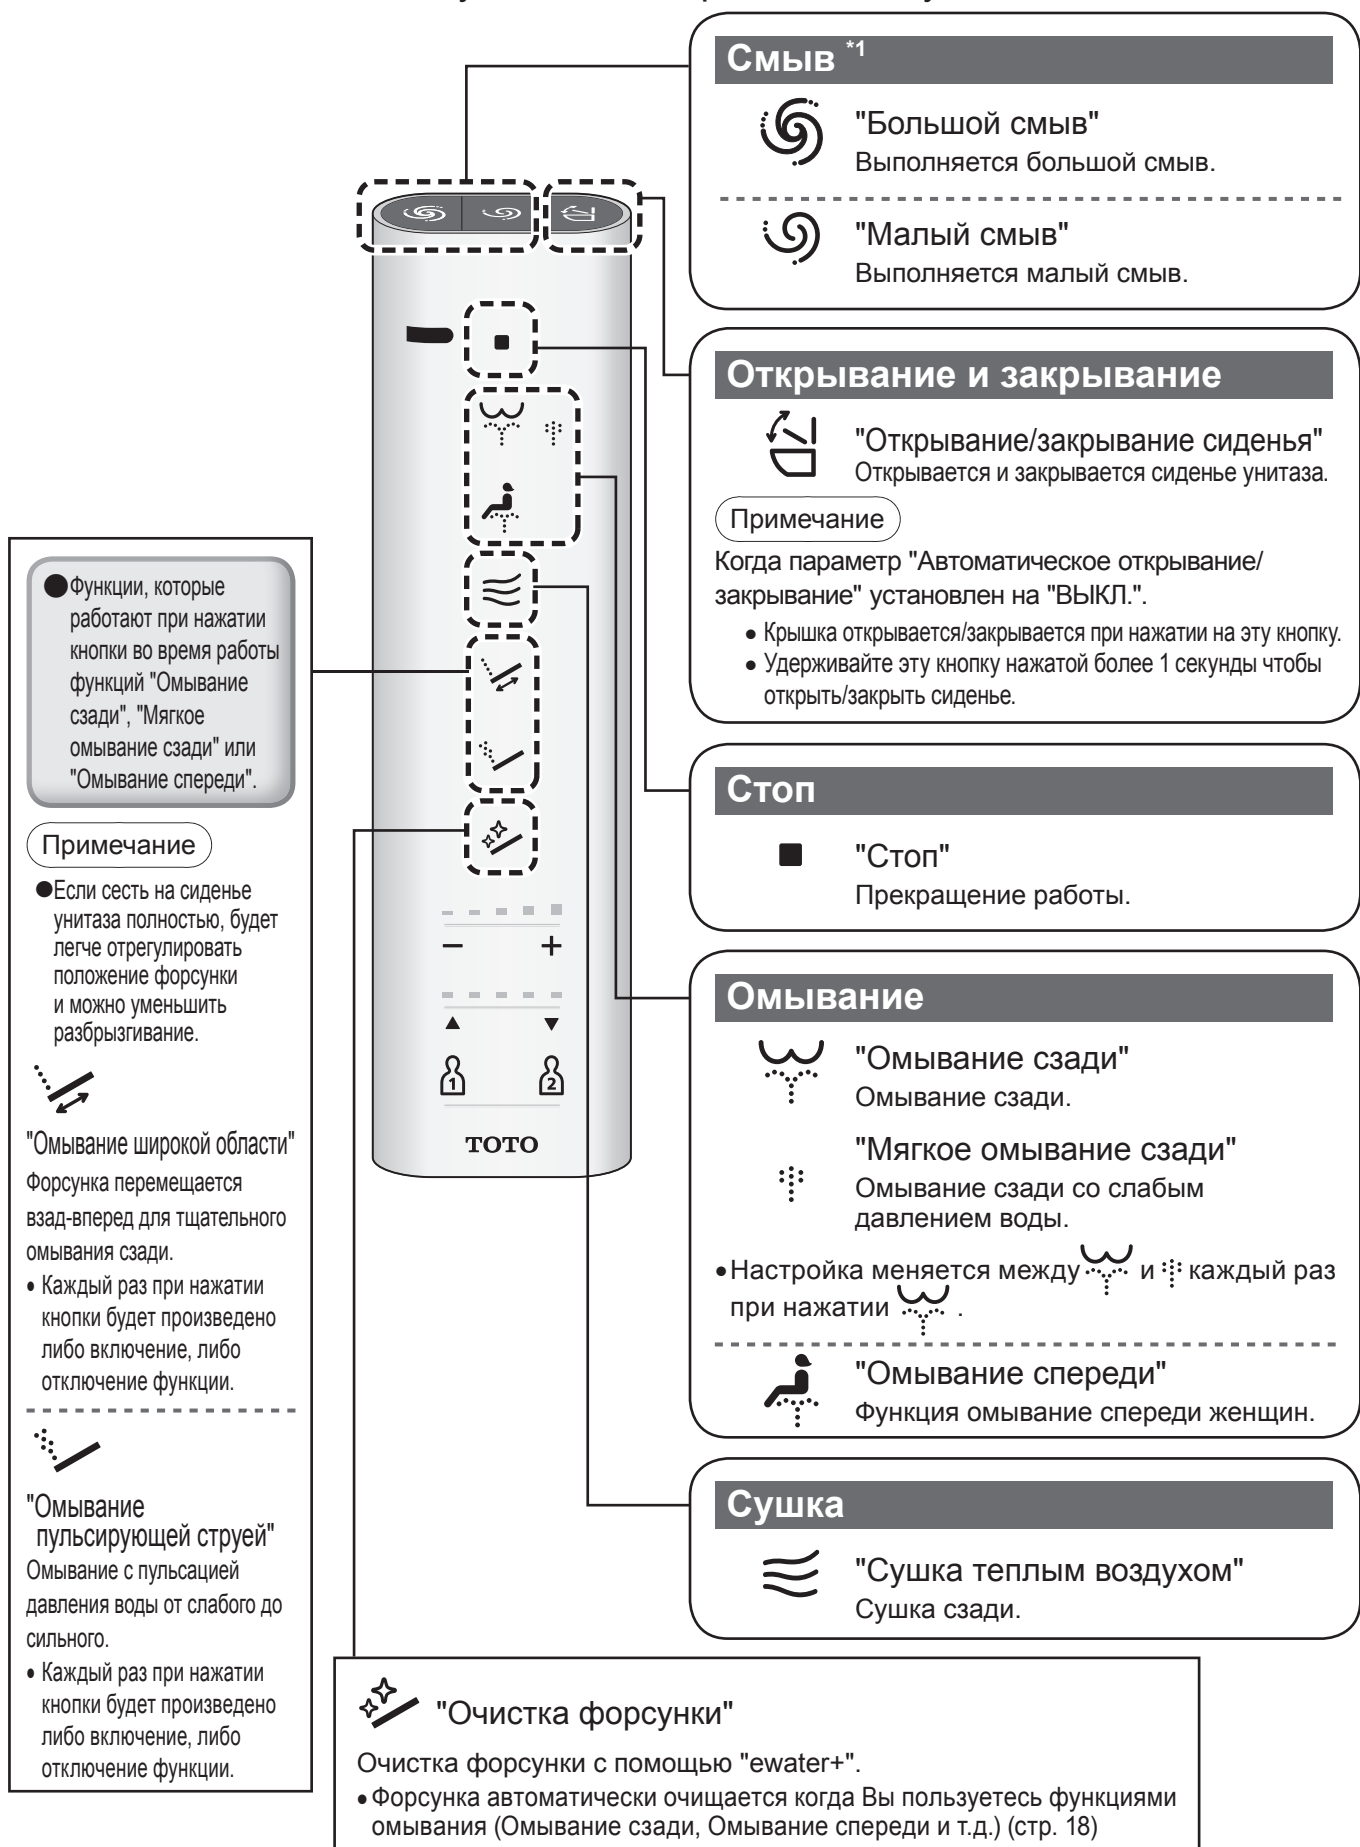 Смыв *1
"Большой смыв"
Выполняется большой смыв.
"Малый смыв"
Выполняется малый смыв.
Открывание и закрывание
"Открывание/закрывание сиденья"
Открывается и закрывается сиденье унитаза.
Примечание
Когда параметр "Автоматическое открывание/
закрывание" установлен на "ВЫКЛ.".
● Крышка открывается/закрывается при нажатии на эту кнопку.
● Удерживайте эту кнопку нажатой более 1 секунды чтобы
открыть/закрыть сиденье.
Стоп
"Стоп"
Прекращение работы.
Омывание
"Омывание сзади"
Омывание сзади.
"Мягкое омывание сзади"
Омывание сзади со слабым
давлением воды.
● Настройка меняется между и каждый раз
при нажатии .
"Омывание спереди"
Функция омывание спереди женщин.
Сушка
"Сушка теплым воздухом"
Сушка сзади.
● Функции, которые
работают при нажатии
кнопки во время работы
функций "Омывание
сзади", "Мягкое
омывание сзади" или
"Омывание спереди".
Примечание
● Если сесть на сиденье
унитаза полностью, будет
легче отрегулировать
положение форсунки
и можно уменьшить
разбрызгивание.
"Омывание широкой области"
Форсунка перемещается
взад-вперед для тщательного
омывания сзади.
● Каждый раз при нажатии
кнопки будет произведено
либо включение, либо
отключение функции.
"Омывание
пульсирующей струей"
Омывание с пульсацией
давления воды от слабого до
сильного.
● Каждый раз при нажатии
кнопки будет произведено
либо включение, либо
отключение функции.
− +
▲ ▼
1 2
TOTO
"Очистка форсунки"
Очистка форсунки с помощью "ewater+".
● Форсунка автоматически очищается когда Вы пользуетесь функциями
омывания (Омывание сзади, Омывание спереди и т.д.) (стр. 18)